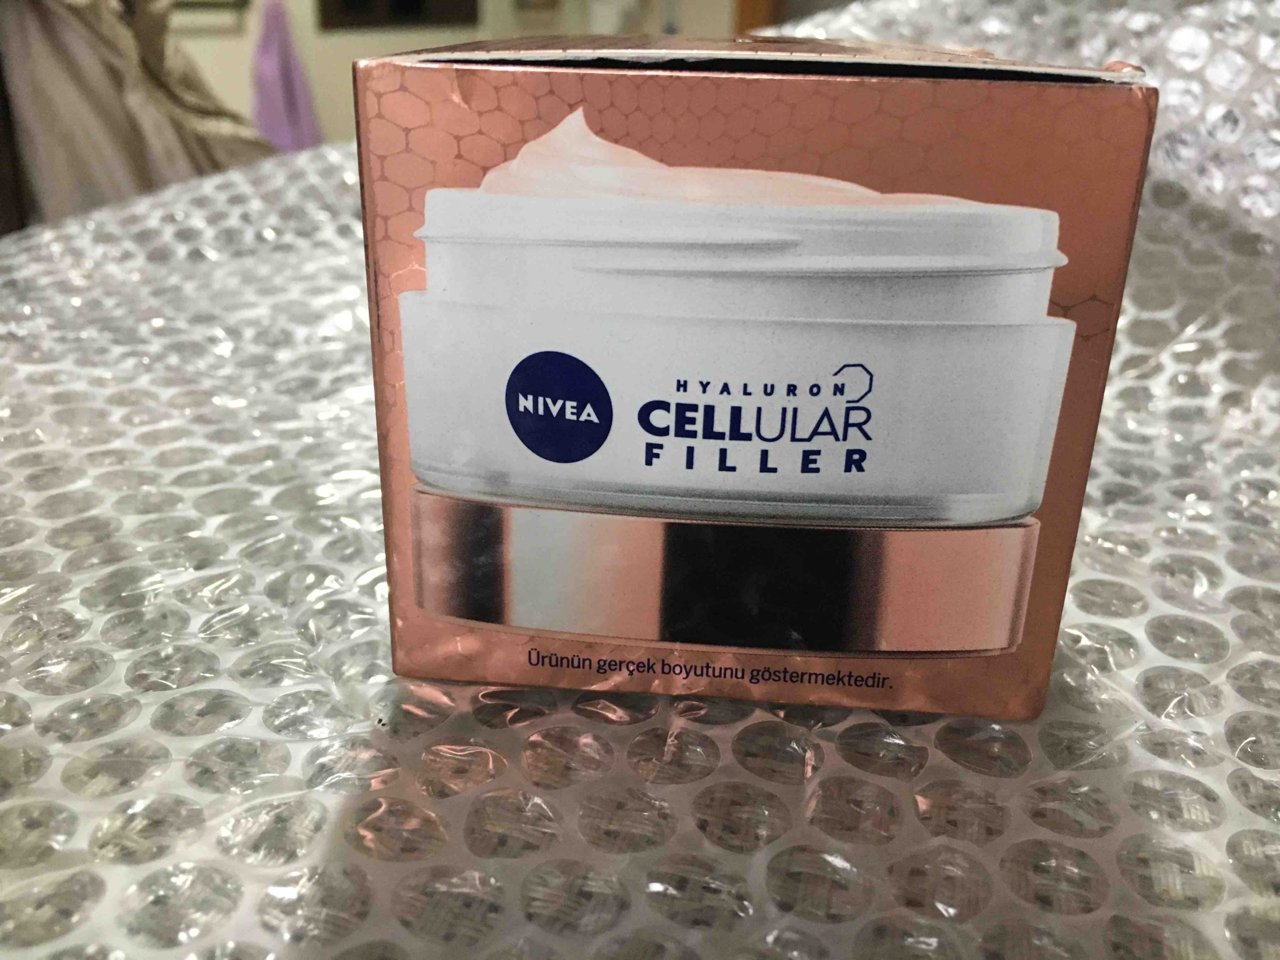 NIVEA
HYALURON
CELLULAR
FILLER
Ürünün gerçek boyutunu göstermektedir.